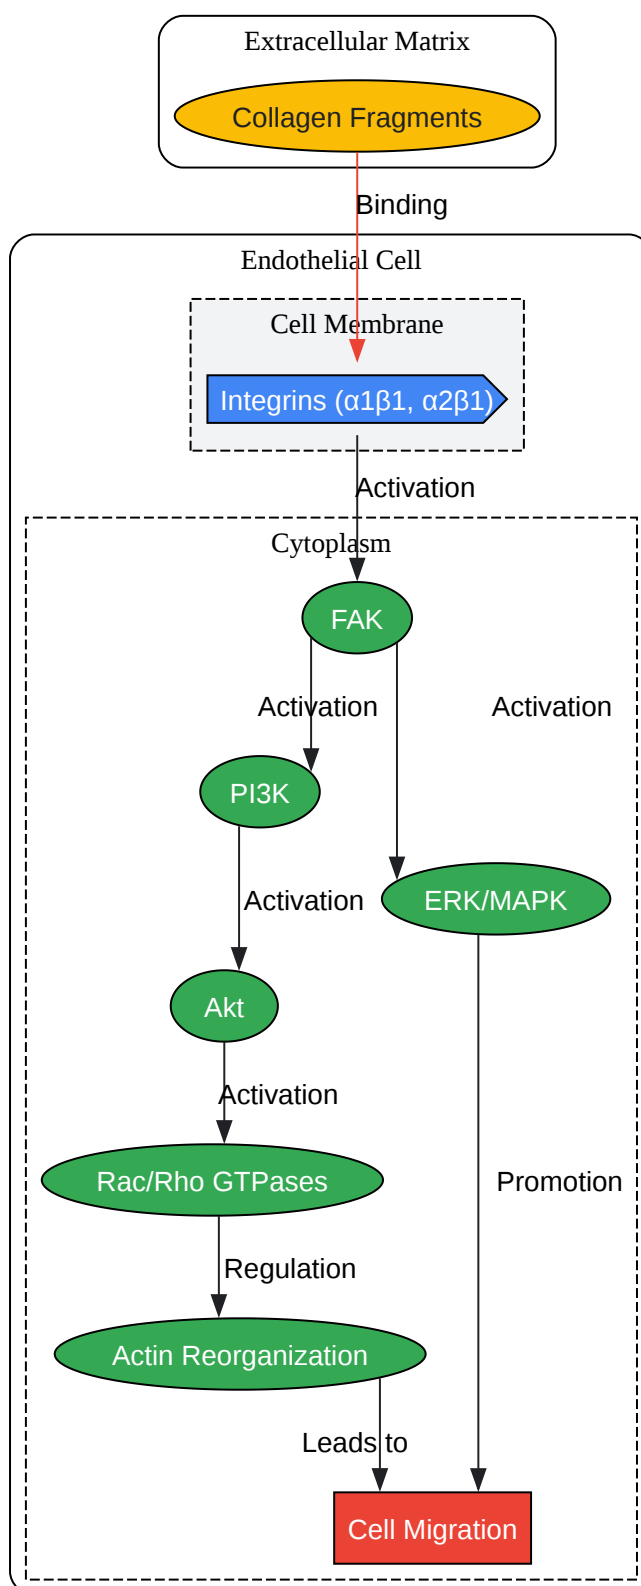 Extracellular Matrix
Collagen Fragments
Binding
Endothelial Cell
Cell Membrane
Integrins (α1β1, α2β1)
Activation
Cytoplasm
FAK
Activation
Activation
PI3K
Activation
ERK/MAPK
Akt
Activation
Rac/Rho GTPases
Promotion
Regulation
Actin Reorganization
Leads to
Cell Migration